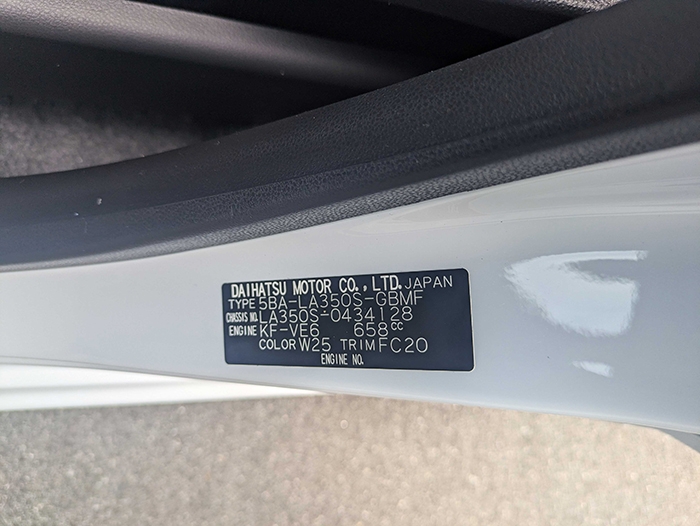 DAIHATSU MOTOR CO., LTD. JAPAN
TYPE 5BA-LA350S-GBMF
CHASSIS NO. LA350S-0434128
ENGINE KF-VE6 658cc
COLOR W25 TRIM FC20
ENGINE NO.